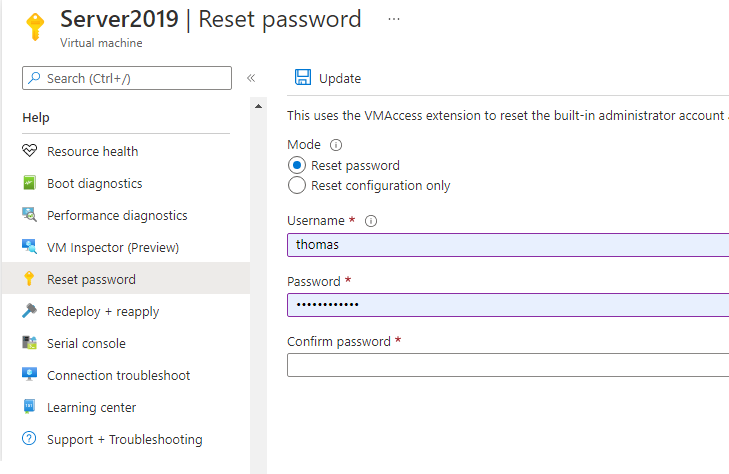 Server2019 | Reset password ...
Virtual machine
Search (Ctrl+/) «
Update
Help
Resource health
Boot diagnostics
Performance diagnostics
VM Inspector (Preview)
Reset password
Redeploy + reapply
Serial console
Connection troubleshoot
Learning center
Support + Troubleshooting
This uses the VMAccess extension to reset the built-in administrator account
Mode
Reset password
Reset configuration only
Username *
thomas
Password *
••••••••••••
Confirm password *